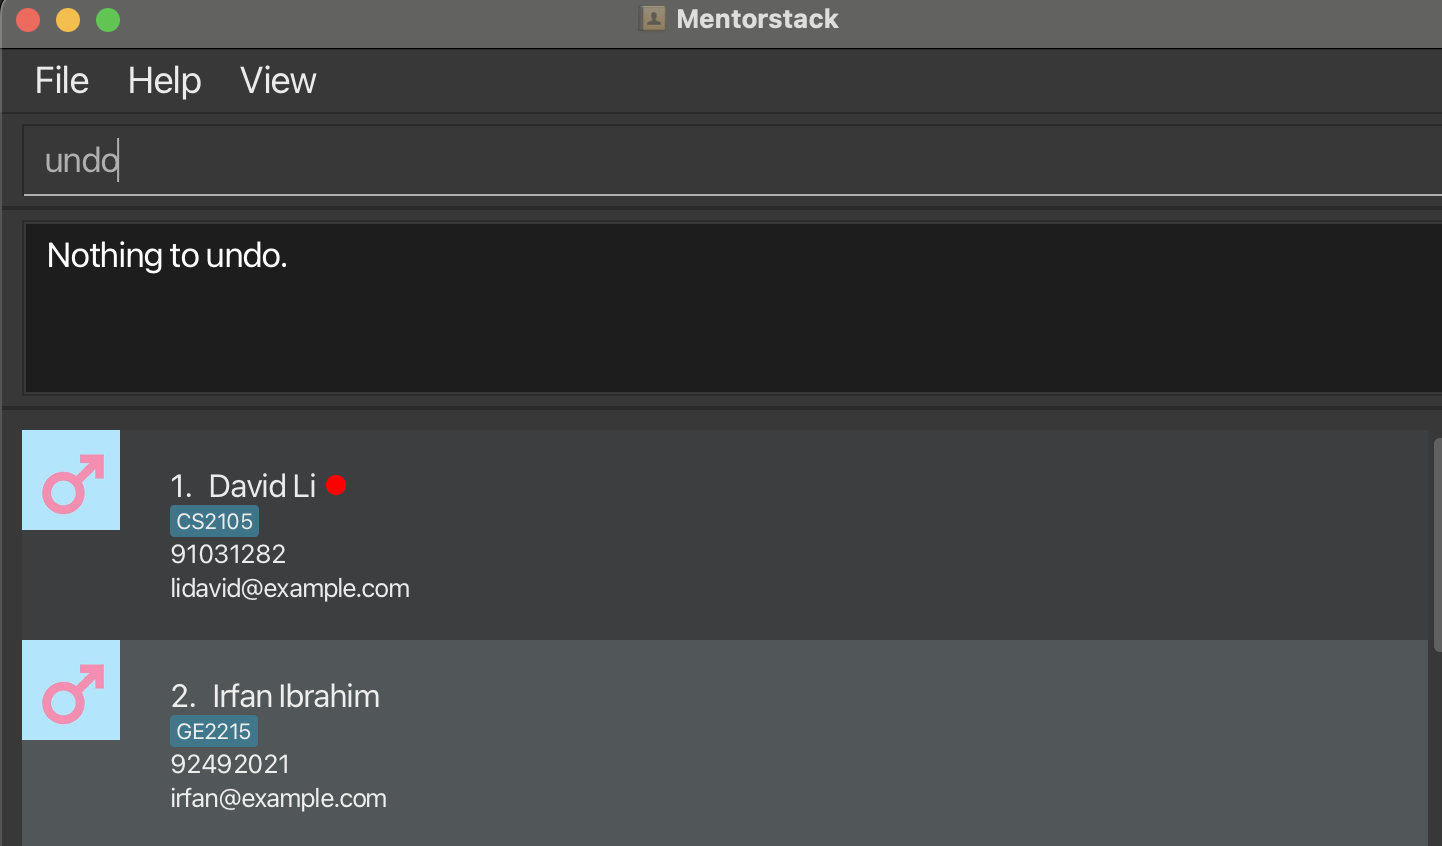 Mentorstack
File Help View
undo
Nothing to undo.
1. David Li
CS2105
91031282
lidavid@example.com
2. Irfan Ibrahim
GE2215
92492021
irfan@example.com